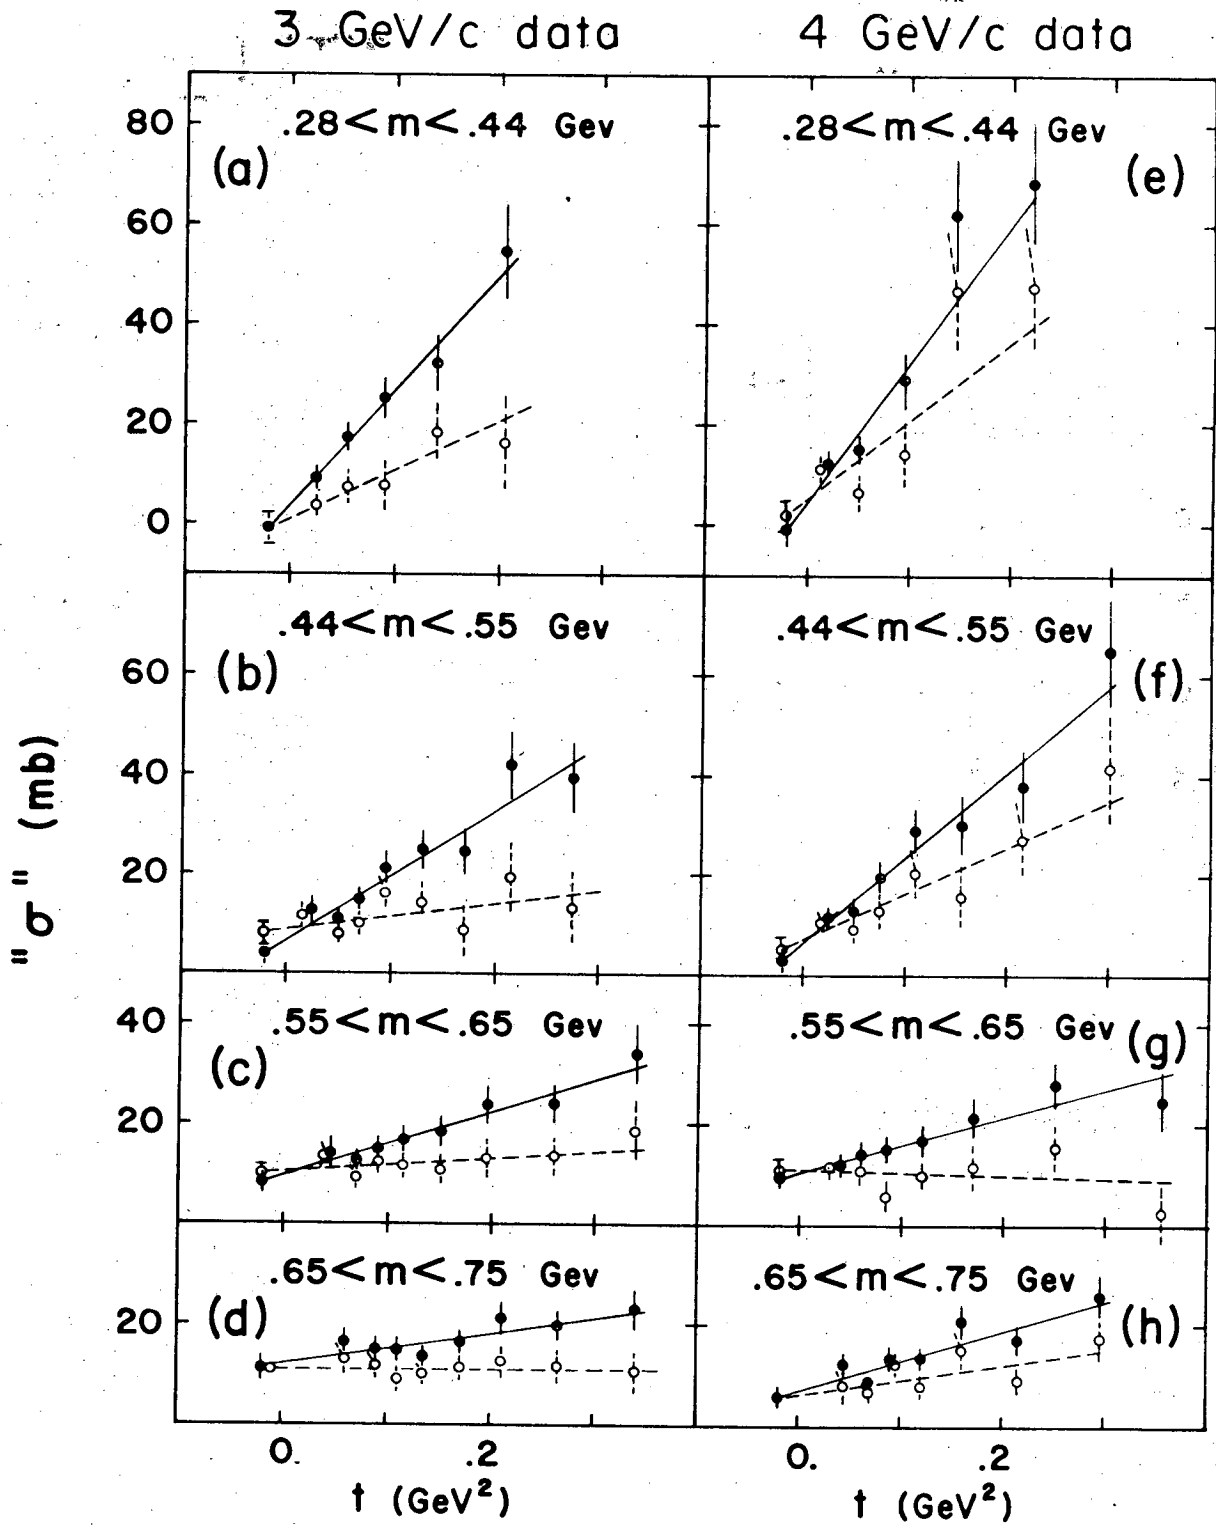 3 GeV/c data
4 GeV/c data
.28<m<.44 Gev
(a)
80
60
40
20
0
.28<m<.44 Gev
(e)
.44<m<.55 Gev
(b)
60
40
20
.44<m<.55 Gev
(f)
"σ" (mb)
.55<m<.65 Gev
(c)
40
20
.55<m<.65 Gev
(g)
.65<m<.75 Gev
(d)
20
.65<m<.75 Gev
(h)
0. .2
t (GeV²)
0. .2
t (GeV²)